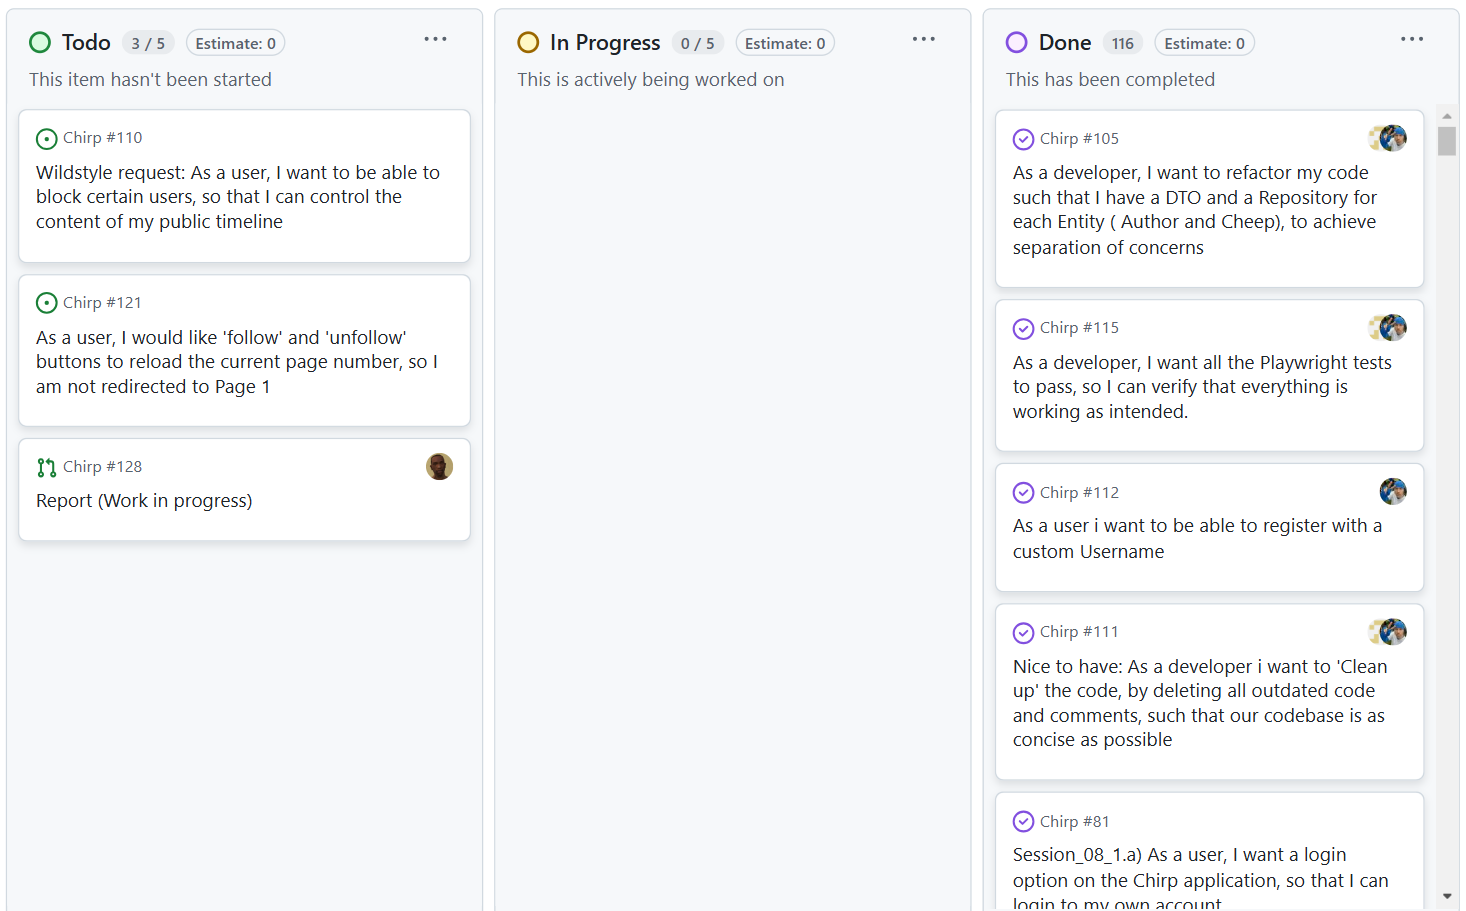 Todo 3 / 5 Estimate: 0
This item hasn't been started
Chirp #110
Wildstyle request: As a user, I want to be able to
block certain users, so that I can control the
content of my public timeline
Chirp #121
As a user, I would like 'follow' and 'unfollow'
buttons to reload the current page number, so I
am not redirected to Page 1
Chirp #128
Report (Work in progress)
In Progress 0 / 5 Estimate: 0
This is actively being worked on
Done 116 Estimate: 0
This has been completed
Chirp #105
As a developer, I want to refactor my code
such that I have a DTO and a Repository for
each Entity ( Author and Cheep), to achieve
separation of concerns
Chirp #115
As a developer, I want all the Playwright tests
to pass, so I can verify that everything is
working as intended.
Chirp #112
As a user i want to be able to register with a
custom Username
Chirp #111
Nice to have: As a developer i want to 'Clean
up' the code, by deleting all outdated code
and comments, such that our codebase is as
concise as possible
Chirp #81
Session_08_1.a) As a user, I want a login
option on the Chirp application, so that I can
login to my own account